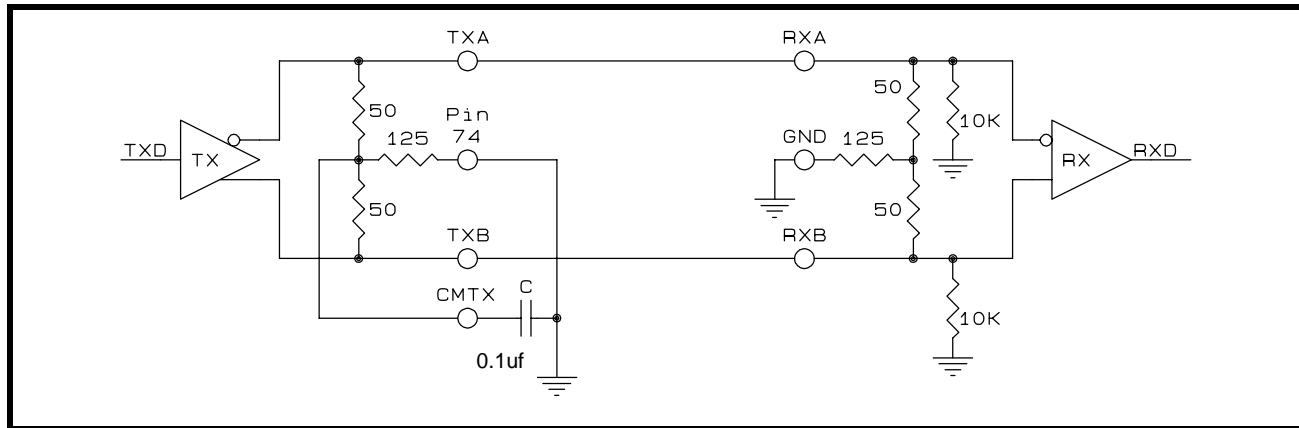 TXA
RXA
50
Pin
74
125
TXD
TX
50
TXB
CMTX
C
0.1uf
50
10K
GND
125
RX
RXD
50
RXB
10K